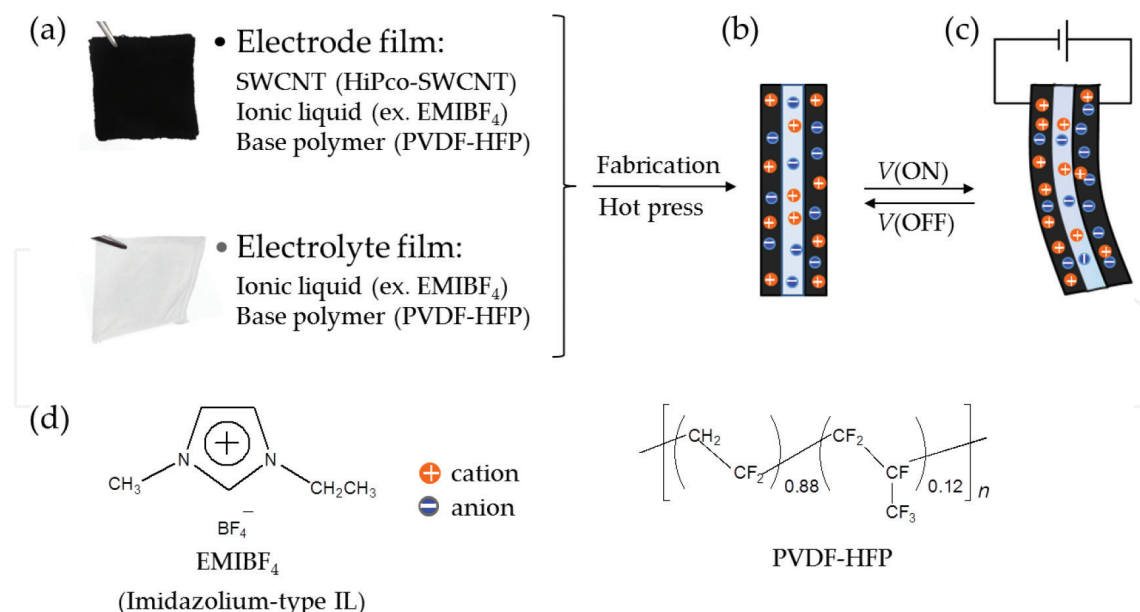 (a)
• Electrode film:
SWCNT (HiPco-SWCNT)
Ionic liquid (ex. EMIBF₄)
Base polymer (PVDF-HFP)
• Electrolyte film:
Ionic liquid (ex. EMIBF₄)
Base polymer (PVDF-HFP)
Fabrication
Hot press
(b)
V(ON)
V(OFF)
(c)
(d)
N
N
CH₃
CH₂CH₃
BF₄⁻
EMIBF₄
(Imidazolium-type IL)
+ cation
− anion
CH₂
CF₂
0.88
CF₂
CF
CF₃
0.12
n
PVDF-HFP